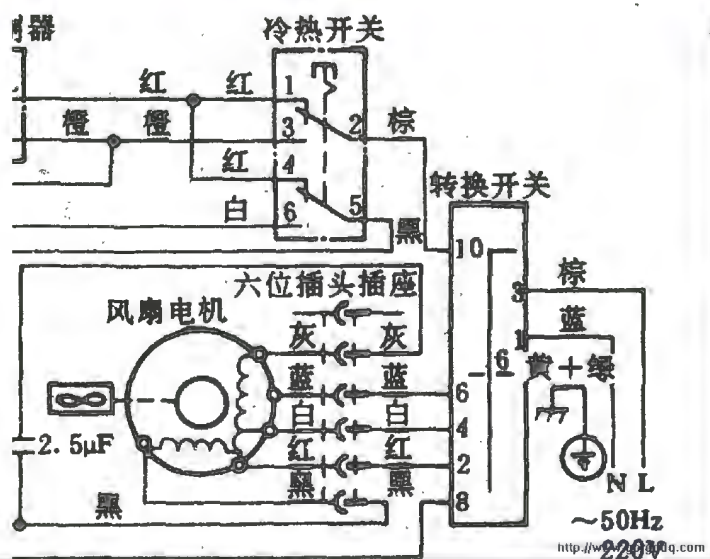 器 冷热开关
红 红 1
橙 橙 3 2 棕
红 4 转换开关
白 6 5 黑
10
六位插头插座 3 棕
风扇电机 灰 灰 1 蓝
蓝 蓝 6 6 黄+绿
白 白 4
2.5μF 红 红 2
黑 黑 黑 8 N L
~50Hz
220V